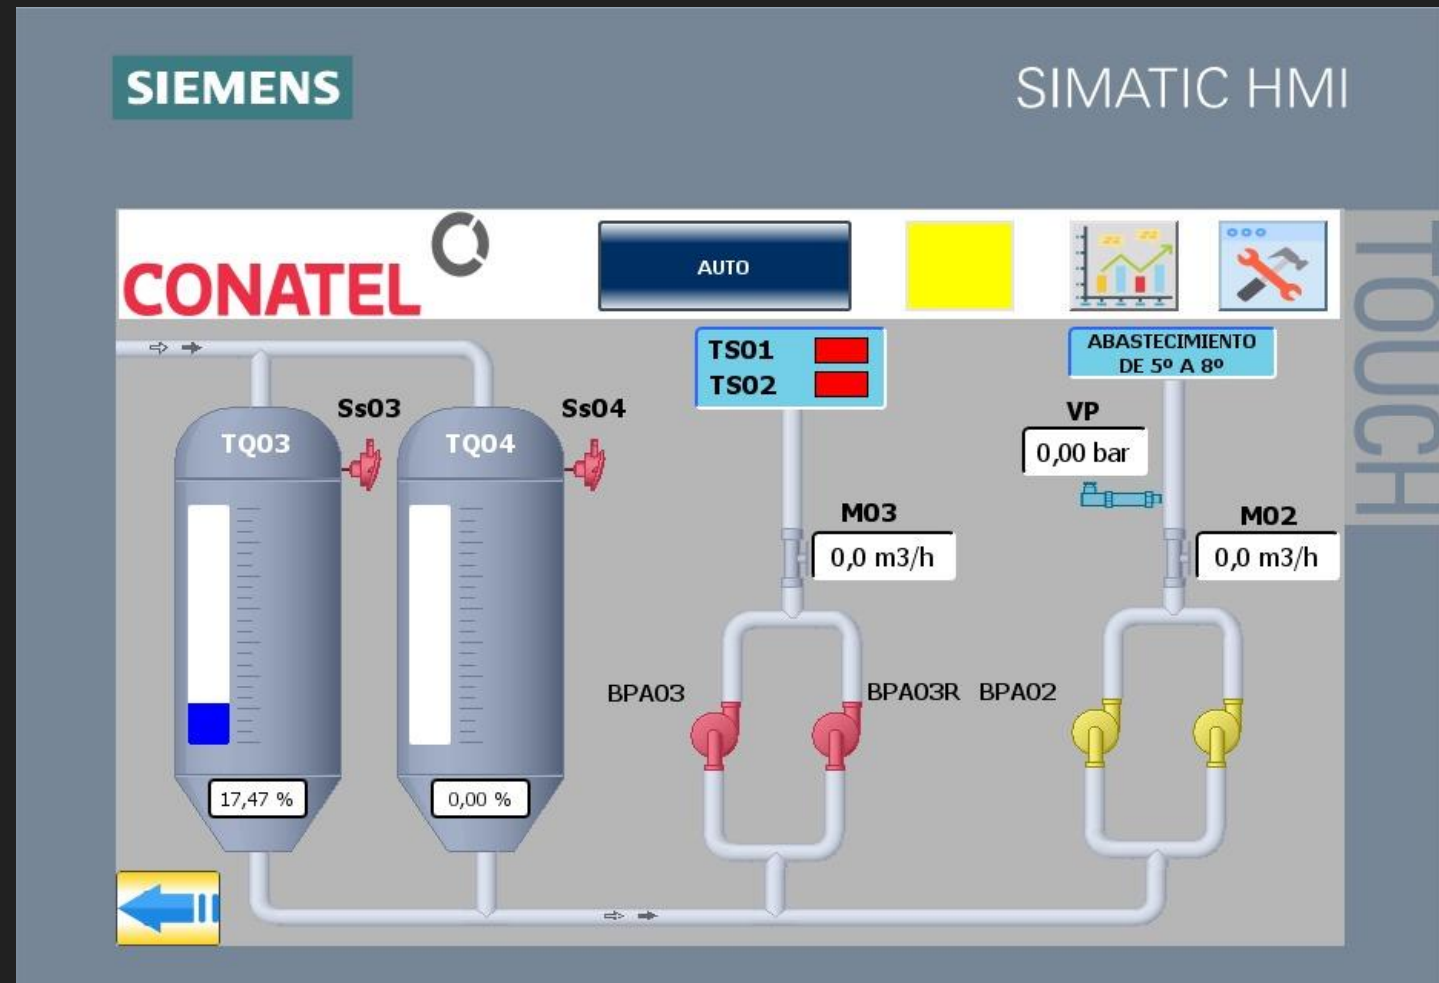 SIEMENS
SIMATIC HMI
TOUCH
CONATEL
AUTO
TS01
TS02
ABASTECIMIENTO
DE 5º A 8º
Ss03
Ss04
VP
0,00 bar
TQ03
TQ04
M03
0,0 m3/h
M02
0,0 m3/h
BPA03
BPA03R
BPA02
17,47 %
0,00 %